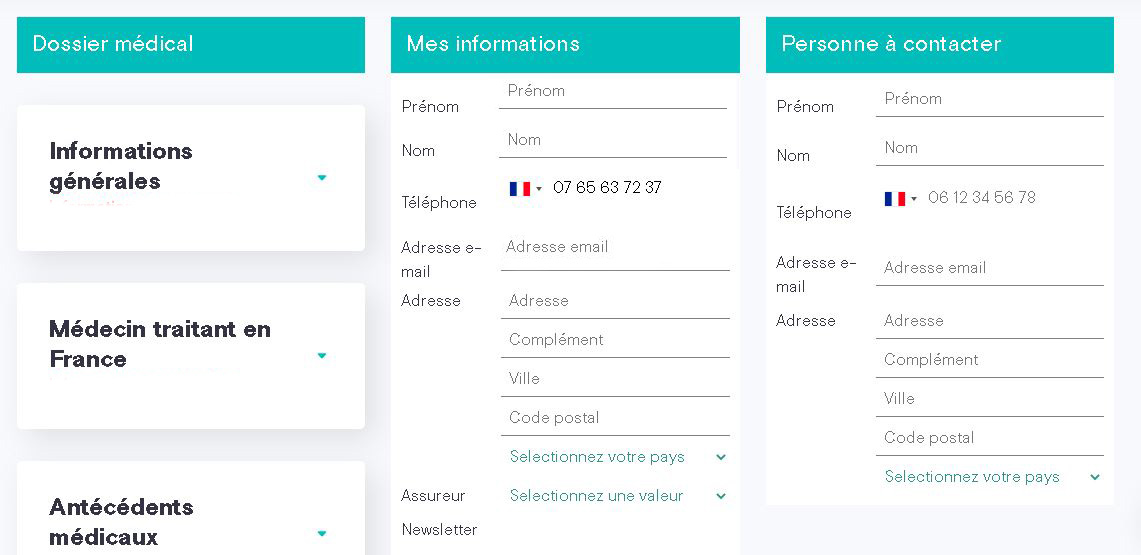 Dossier médical
Informations
générales
Médecin traitant en
France
Antécédents
médicaux
Mes informations
Prénom Prénom
Nom Nom
Téléphone 07 65 63 72 37
Adresse e-
mail Adresse email
Adresse Adresse
Complément
Ville
Code postal
Selectionnez votre pays
Assureur Selectionnez une valeur
Newsletter
Personne à contacter
Prénom Prénom
Nom Nom
Téléphone 06 12 34 56 78
Adresse e-
mail Adresse email
Adresse Adresse
Complément
Ville
Code postal
Selectionnez votre pays